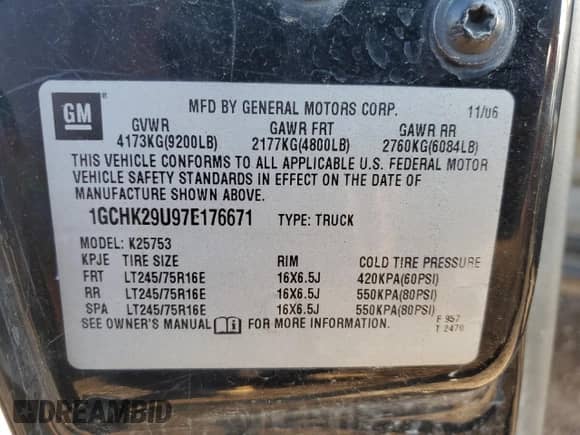 GM
MFD BY GENERAL MOTORS CORP. 11/06
GVWR GAWR FRT GAWR RR
4173KG(9200LB) 2177KG(4800LB) 2760KG(6084LB)
THIS VEHICLE CONFORMS TO ALL APPLICABLE U.S. FEDERAL MOTOR
VEHICLE SAFETY STANDARDS IN EFFECT ON THE DATE OF
MANUFACTURE SHOWN ABOVE.
1GCHK29U97E176671 TYPE: TRUCK
MODEL: K25753
KPJE TIRE SIZE RIM COLD TIRE PRESSURE
FRT LT245/75R16E 16X6.5J 420KPA(60PSI)
RR LT245/75R16E 16X6.5J 550KPA(80PSI)
SPA LT245/75R16E 16X6.5J 550KPA(80PSI)
SEE OWNER'S MANUAL FOR MORE INFORMATION.
F 957
T 2476
DREAMBID